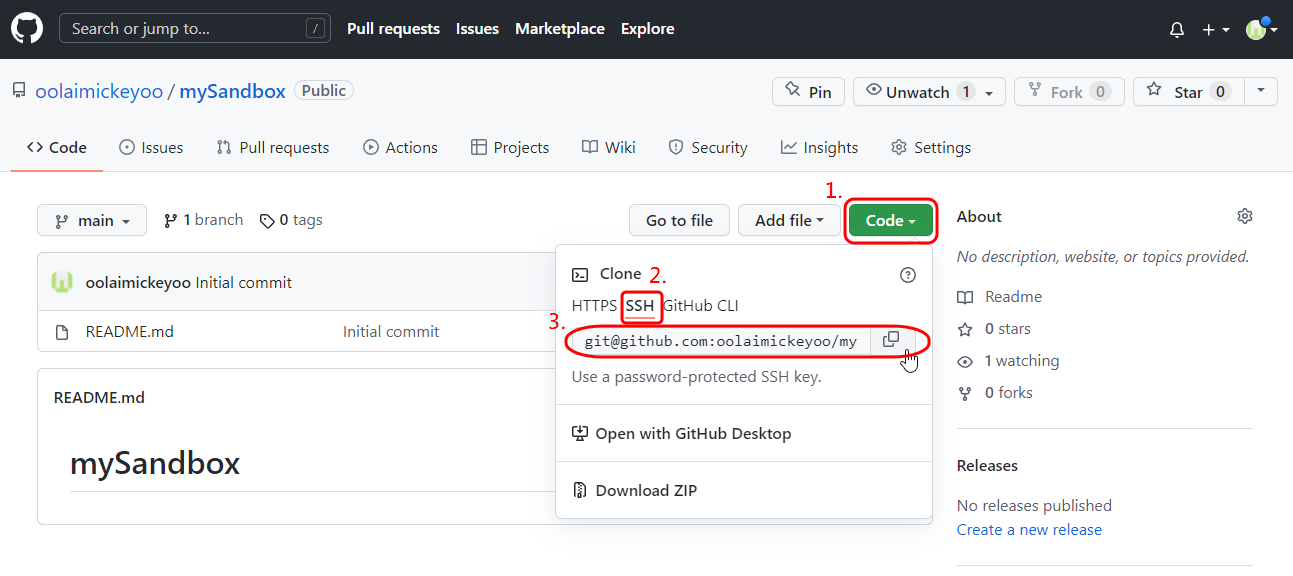 Search or jump to... /
Pull requests Issues Marketplace Explore
oolaimickeyoo / mySandbox Public
Pin Unwatch 1 Fork 0 Star 0
Code Issues Pull requests Actions Projects Wiki Security Insights Settings
1.
main 1 branch 0 tags Go to file Add file Code
oolaimickeyoo Initial commit
README.md Initial commit
README.md
mySandbox
Clone 2.
HTTPS SSH GitHub CLI
3.
git@github.com:oolaimickeyoo/my
Use a password-protected SSH key.
Open with GitHub Desktop
Download ZIP
About
No description, website, or topics provided.
Readme
0 stars
1 watching
0 forks
Releases
No releases published
Create a new release